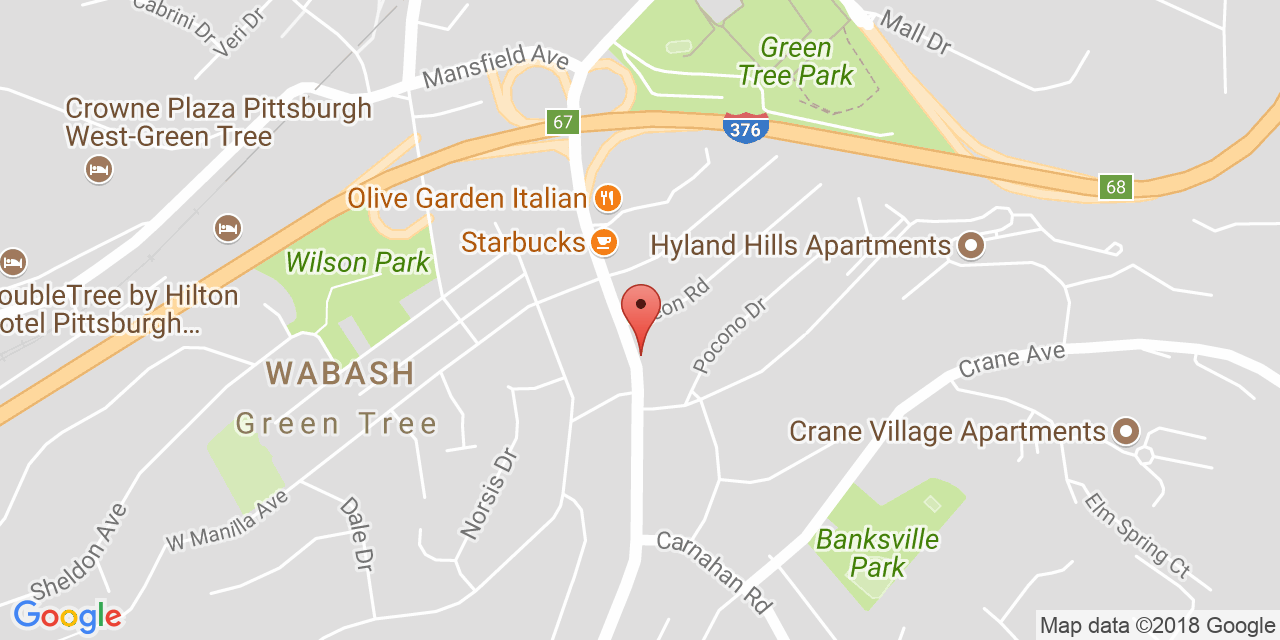 Cabrini Dr
Veri Dr
Mansfield Ave
Mall Dr
Green
Tree Park
Crowne Plaza Pittsburgh
West-Green Tree
67
376
68
Olive Garden Italian
Starbucks
Hyland Hills Apartments
Wilson Park
oubleTree by Hilton
otel Pittsburgh...
eon Rd
Pocono Dr
WABASH
Green Tree
Crane Ave
Crane Village Apartments
Norsis Dr
W Manilla Ave
Dale Dr
Sheldon Ave
Carnahan Rd
Banksville
Park
Elm Spring Ct
Google
Map data ©2018 Google